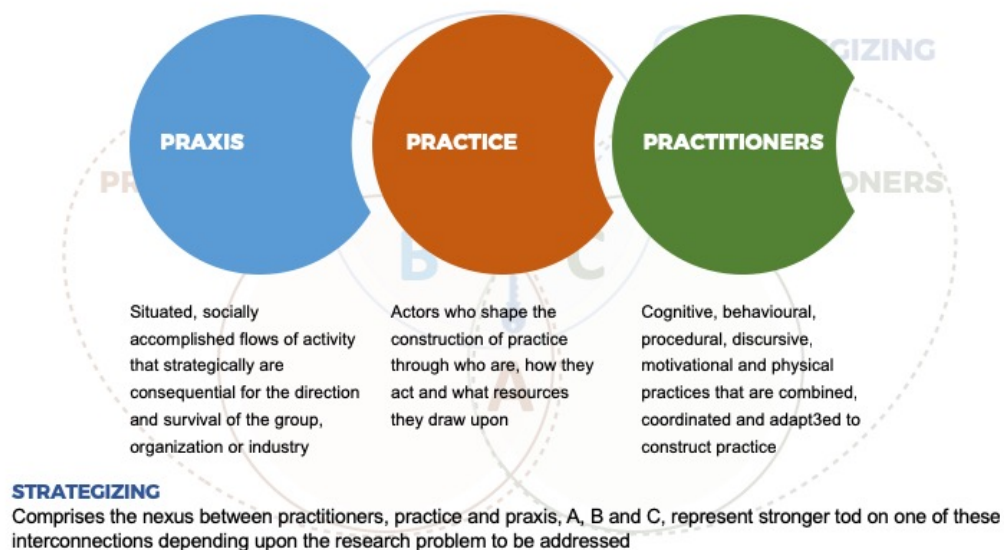 GIZING
PRAXIS
PRACTICE
PRACTITIONERS
PR
ONERS
B
C
A
Situated, socially
accomplished flows of activity
that strategically are
consequential for the direction
and survival of the group,
organization or industry
Actors who shape the
construction of practice
through who are, how they
act and what resources
they draw upon
Cognitive, behavioural,
procedural, discursive,
motivational and physical
practices that are combined,
coordinated and adapt3ed to
construct practice
STRATEGIZING
Comprises the nexus between practitioners, practice and praxis, A, B and C, represent stronger tod on one of these
interconnections depending upon the research problem to be addressed